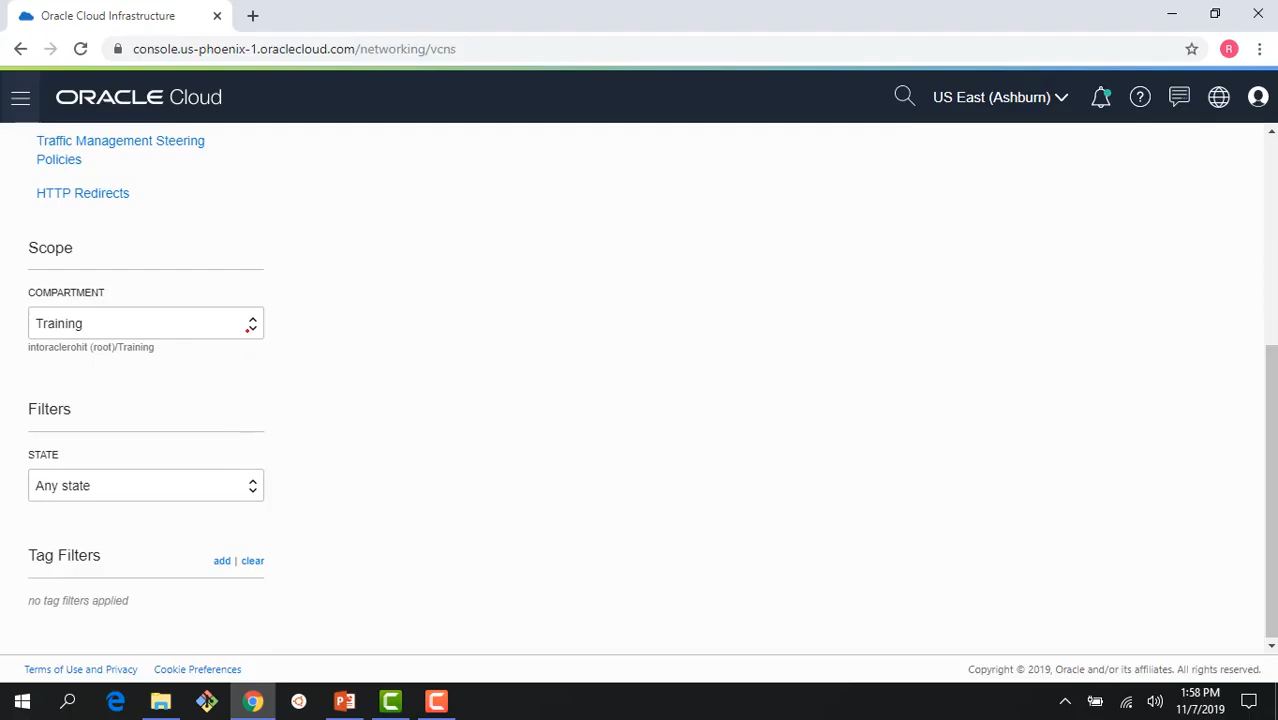 Oracle Cloud Infrastructure
console.us-phoenix-1.oraclecloud.com/networking/vcns
R
ORACLE Cloud
US East (Ashburn)
Traffic Management Steering
Policies
HTTP Redirects
Scope
COMPARTMENT
Training
intoraclerohit (root)/Training
Filters
STATE
Any state
Tag Filters
add | clear
no tag filters applied
Terms of Use and Privacy
Cookie Preferences
Copyright © 2019, Oracle and/or its affiliates. All rights reserved.
1:58 PM
11/7/2019